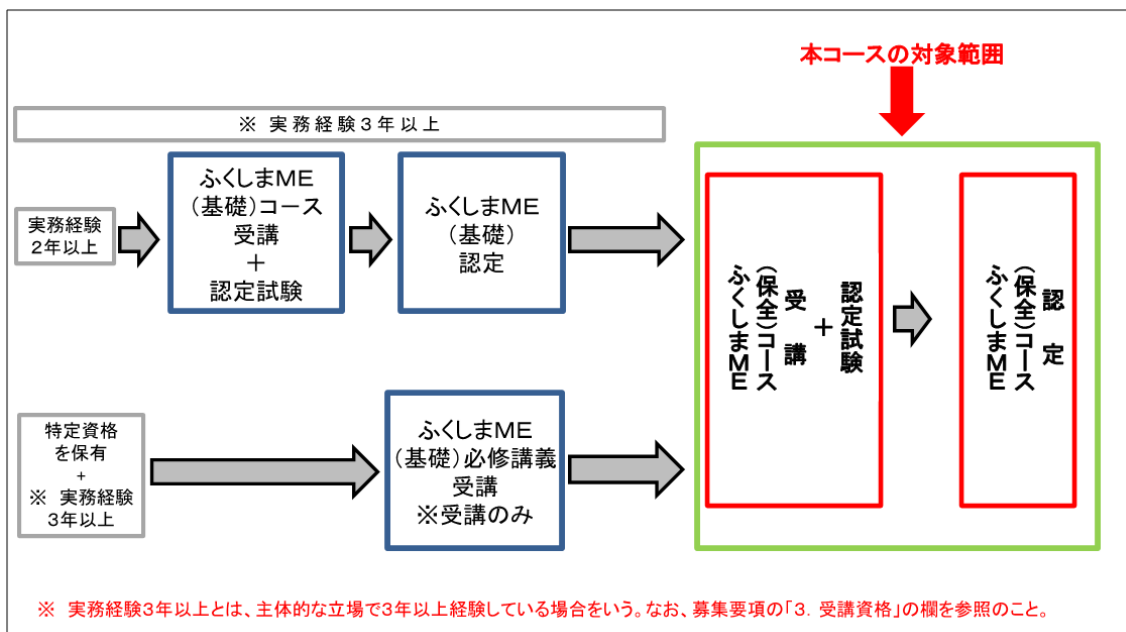 本コースの対象範囲
※ 実務経験３年以上
実務経験
２年以上
ふくしまＭＥ
（基礎）コース
受講
＋
認定試験
ふくしまＭＥ
（基礎）
認定
特定資格
を保有
+
※ 実務経験
３年以上
ふくしまＭＥ
（基礎）必修講義
受講
※受講のみ
ふくしまＭＥ
（保全）コース
受講
＋
認定試験
ふくしまＭＥ
（保全）コース
認定
※ 実務経験３年以上とは、主体的な立場で３年以上経験している場合をいう。なお、募集要項の「３．受講資格」の欄を参照のこと。